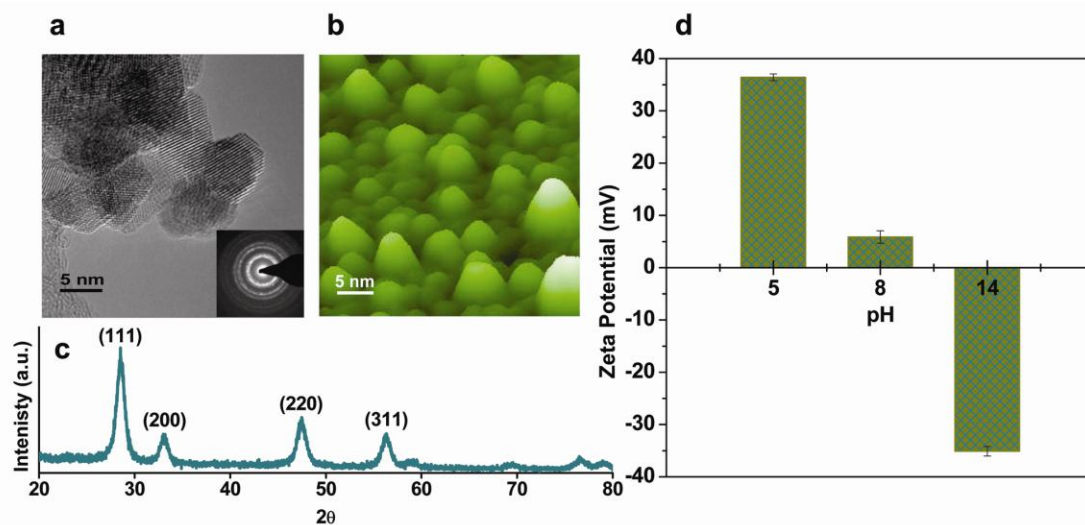 a
5 nm
b
5 nm
c
Intenisty (a.u.)
(111)
(200)
(220)
(311)
20 30 40 50 60 70 80
2θ
d
Zeta Potential (mV)
40
30
20
10
0
-10
-20
-30
-40
5 8 14
pH